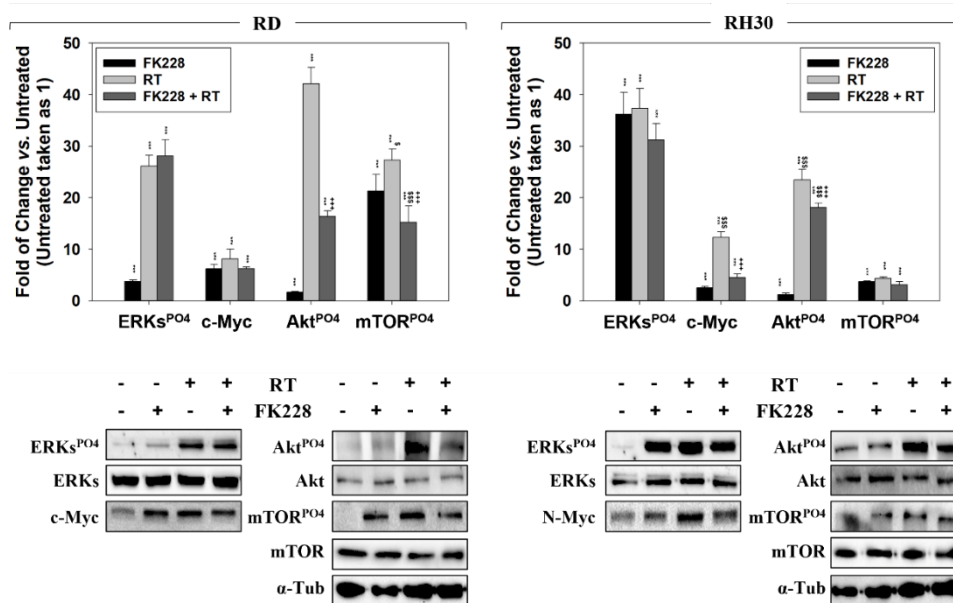 RD
Fold of Change vs. Untreated
(Untreated taken as 1)
50
40
30
20
10
0
FK228
RT
FK228 + RT
ERKsPO4 c-Myc AktPO4 mTORPO4
RH30
Fold of Change vs. Untreated
(Untreated taken as 1)
50
40
30
20
10
0
FK228
RT
FK228 + RT
ERKsPO4 c-Myc AktPO4 mTORPO4
- - + + RT - - + +
- + - + FK228 - + - +
ERKsPO4
ERKs
c-Myc
AktPO4
Akt
mTORPO4
mTOR
α-Tub
- - + + RT - - + +
- + - + FK228 - + - +
ERKsPO4
ERKs
N-Myc
AktPO4
Akt
mTORPO4
mTOR
α-Tub